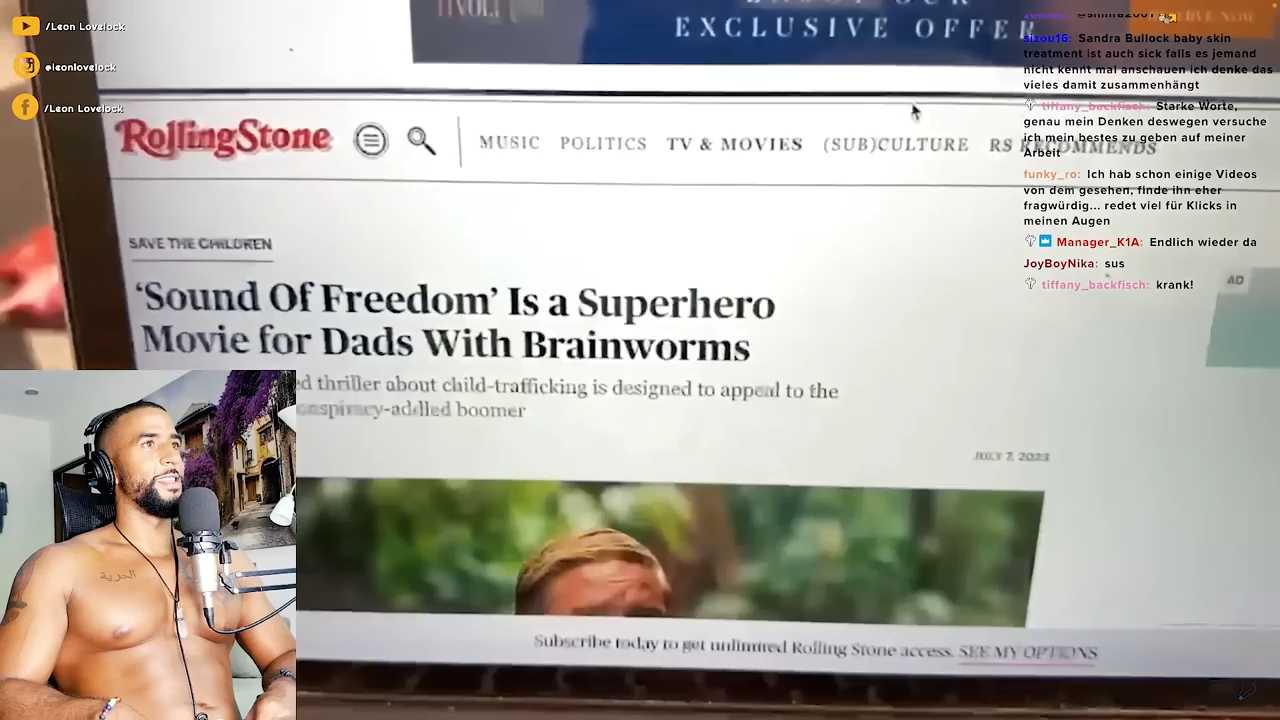 /Leon Lovelock
@leonlovelock
/Leon Lovelock
TIVOLI
EXCLUSIVE OFFER
RollingStone
MUSIC POLITICS TV & MOVIES (SUB)CULTURE RS RECOMMENDS
SAVE THE CHILDREN
‘Sound Of Freedom’ Is a Superhero
Movie for Dads With Brainworms
thriller about child-trafficking is designed to appeal to the
boomer
JULY 7, 2023
AD
Subscribe today to get unlimited Rolling Stone access. SEE MY OPTIONS
الحرية
sizou16: Sandra Bullock baby skin
treatment ist auch sick falls es jemand
nicht kennt mal anschauen ich denke das
vieles damit zusammenhängt
tiffany_backfisch: Starke Worte,
genau mein Denken deswegen versuche
ich mein bestes zu geben auf meiner
Arbeit
funky_ro: Ich hab schon einige Videos
von dem gesehen, finde ihn eher
fragwürdig... redet viel für Klicks in
meinen Augen
Manager_K1A: Endlich wieder da
JoyBoyNika: sus
tiffany_backfisch: krank!